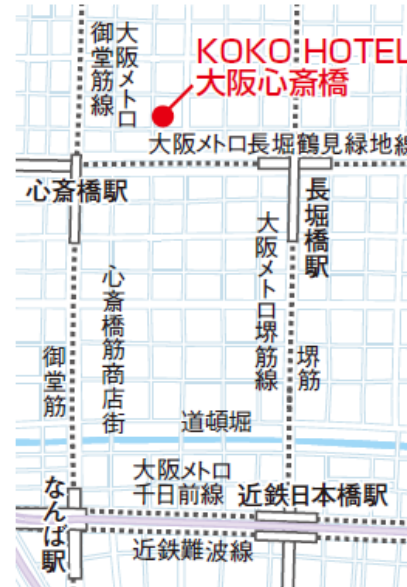 大阪メトロ
御堂筋線
KOKO HOTEL
大阪心斎橋
大阪メトロ長堀鶴見緑地線
心斎橋駅
長堀橋駅
大阪メトロ堺筋線
心斎橋筋商店街
堺筋
御堂筋
道頓堀
大阪メトロ
千日前線
近鉄日本橋駅
なんば駅
近鉄難波線